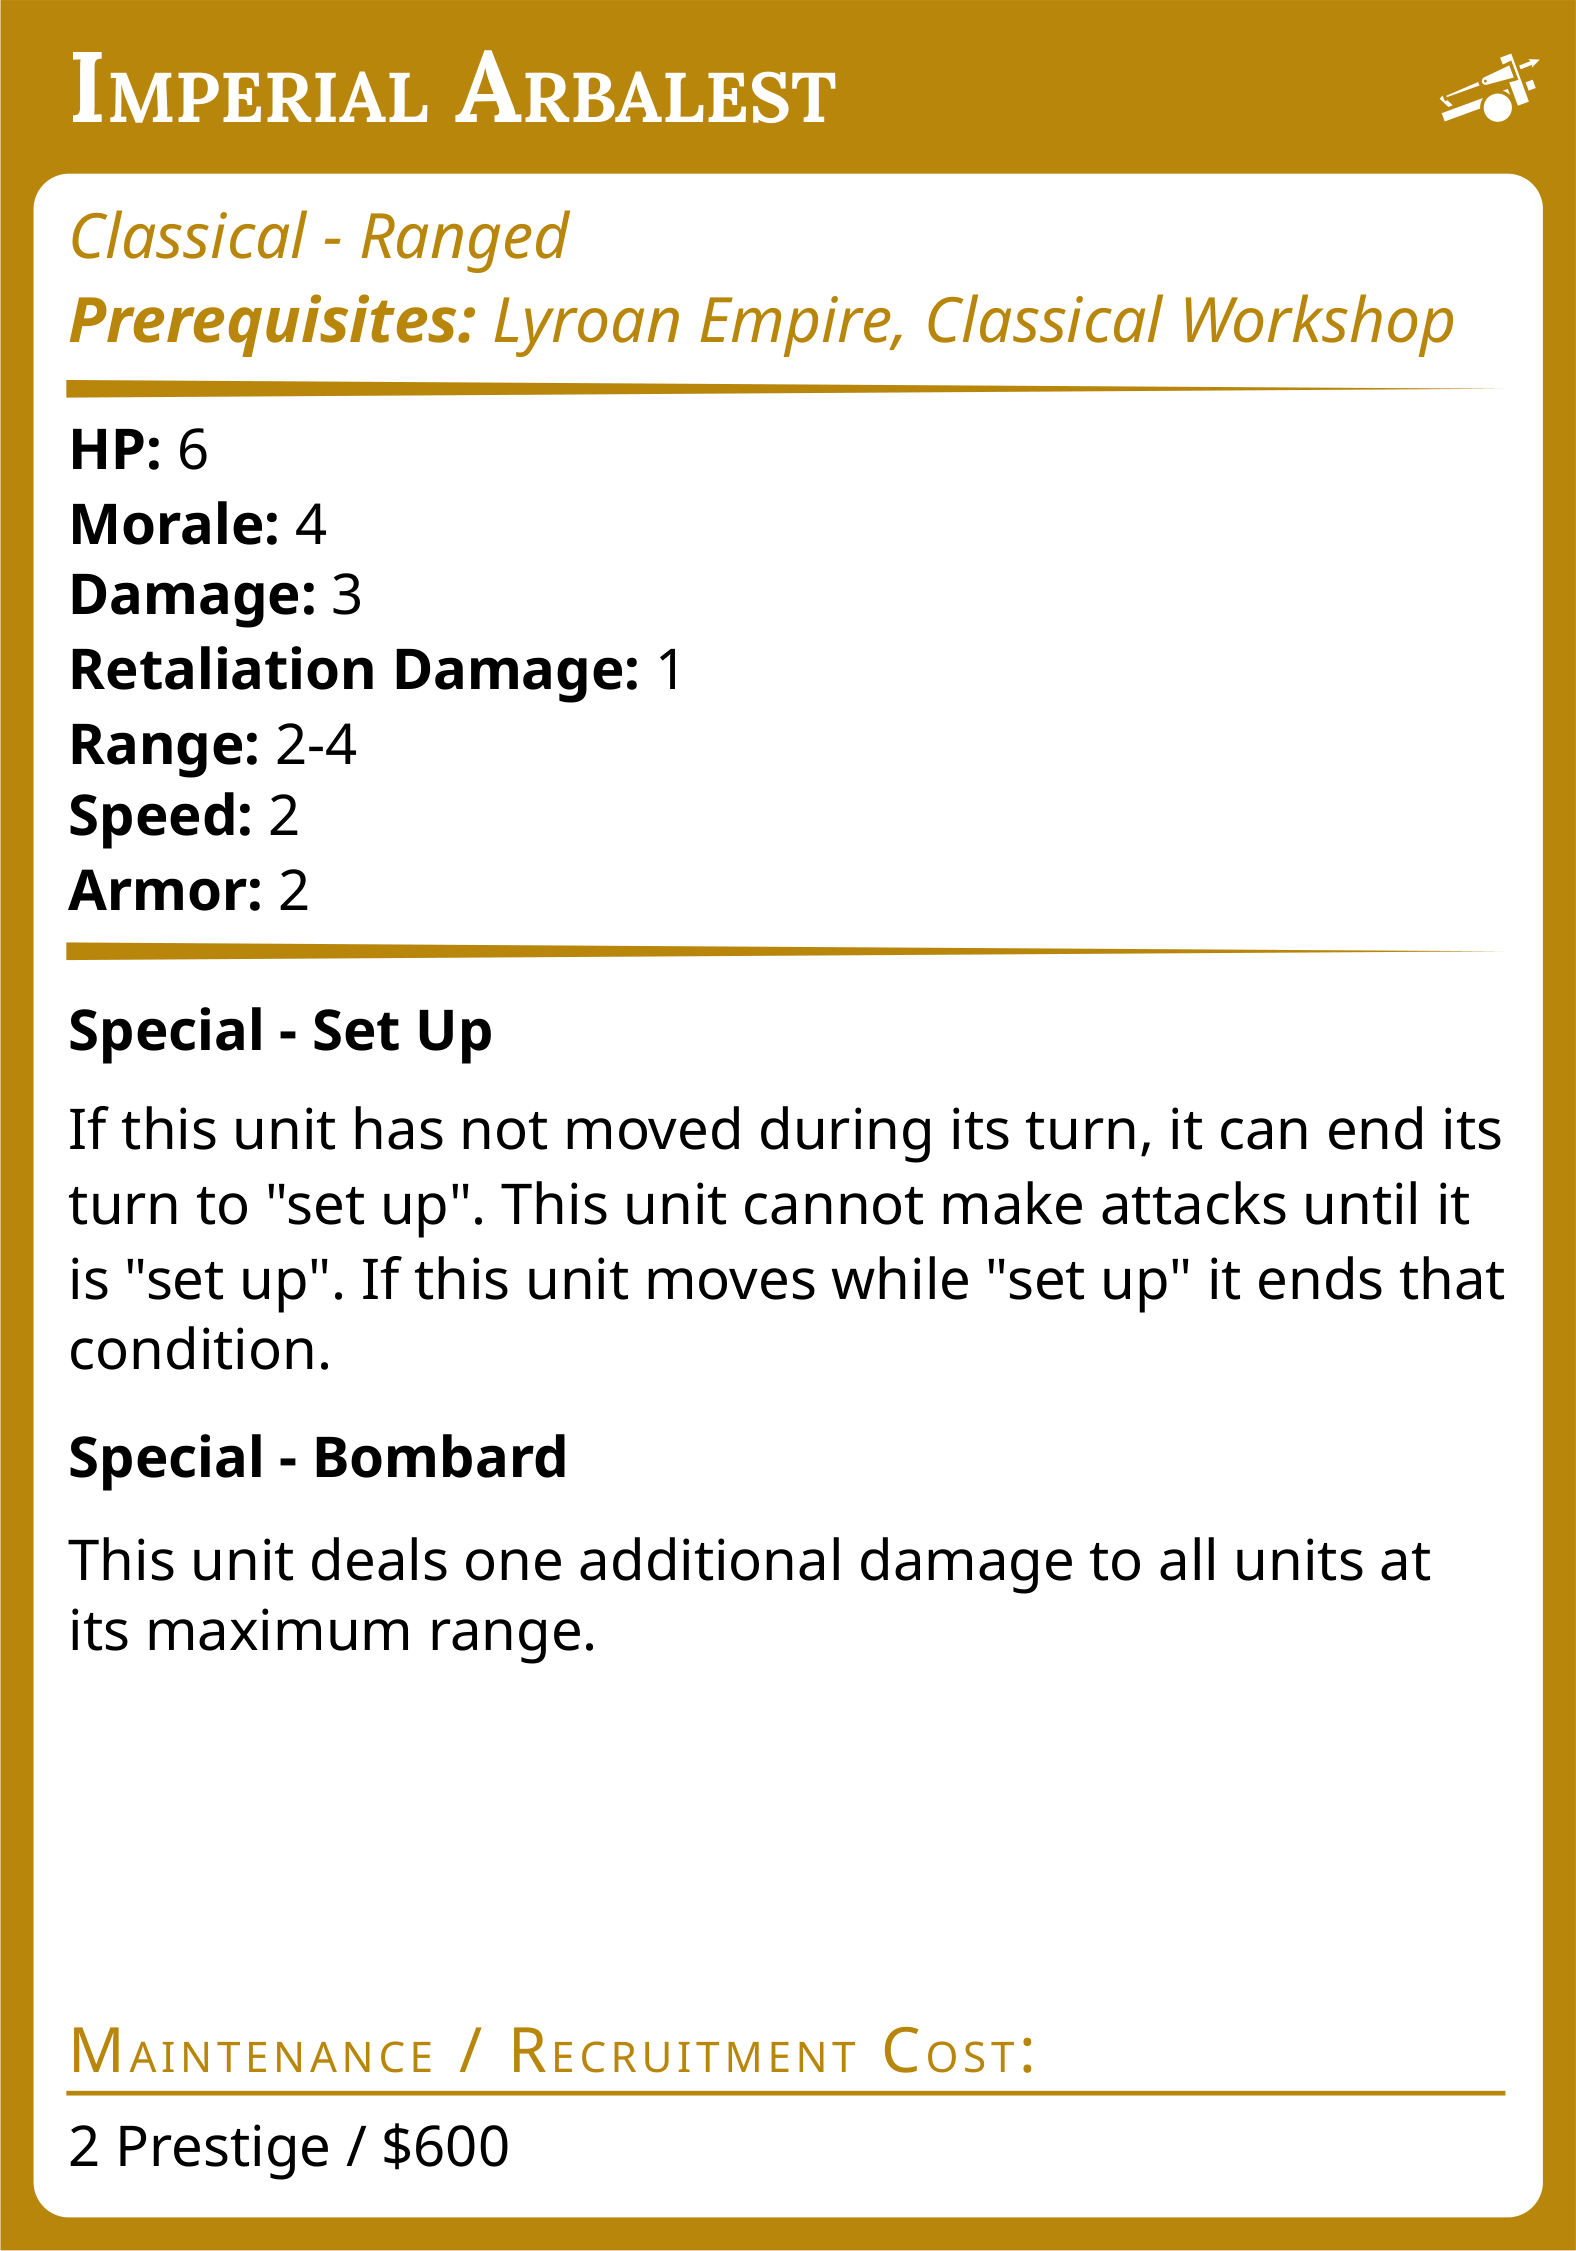 Imperial Arbalest
Classical - Ranged
Prerequisites: Lyroan Empire, Classical Workshop
HP: 6
Morale: 4
Damage: 3
Retaliation Damage: 1
Range: 2-4
Speed: 2
Armor: 2
Special - Set Up
If this unit has not moved during its turn, it can end its
turn to "set up". This unit cannot make attacks until it
is "set up". If this unit moves while "set up" it ends that
condition.
Special - Bombard
This unit deals one additional damage to all units at
its maximum range.
Maintenance / Recruitment Cost:
2 Prestige / $600